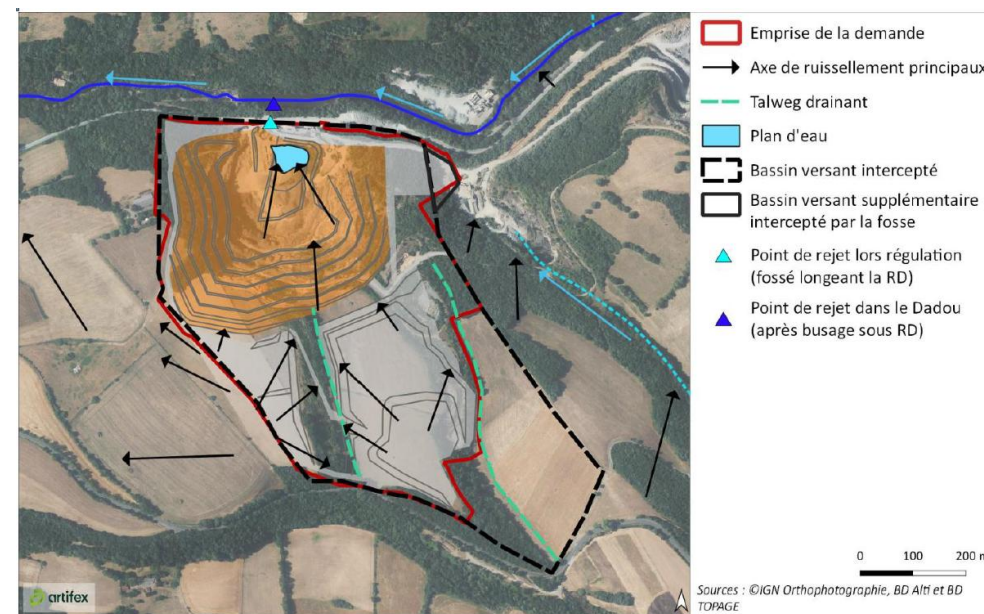 Emprise de la demande
Axe de ruissellement principaux
Talweg drainant
Plan d'eau
Bassin versant intercepté
Bassin versant supplémentaire
intercepté par la fosse
Point de rejet lors régulation
(fossé longeant la RD)
Point de rejet dans le Dadou
(après busage sous RD)
0 100 200 m
Sources : ©IGN Orthophotographie, BD Alti et BD
TOPAGE
artifex